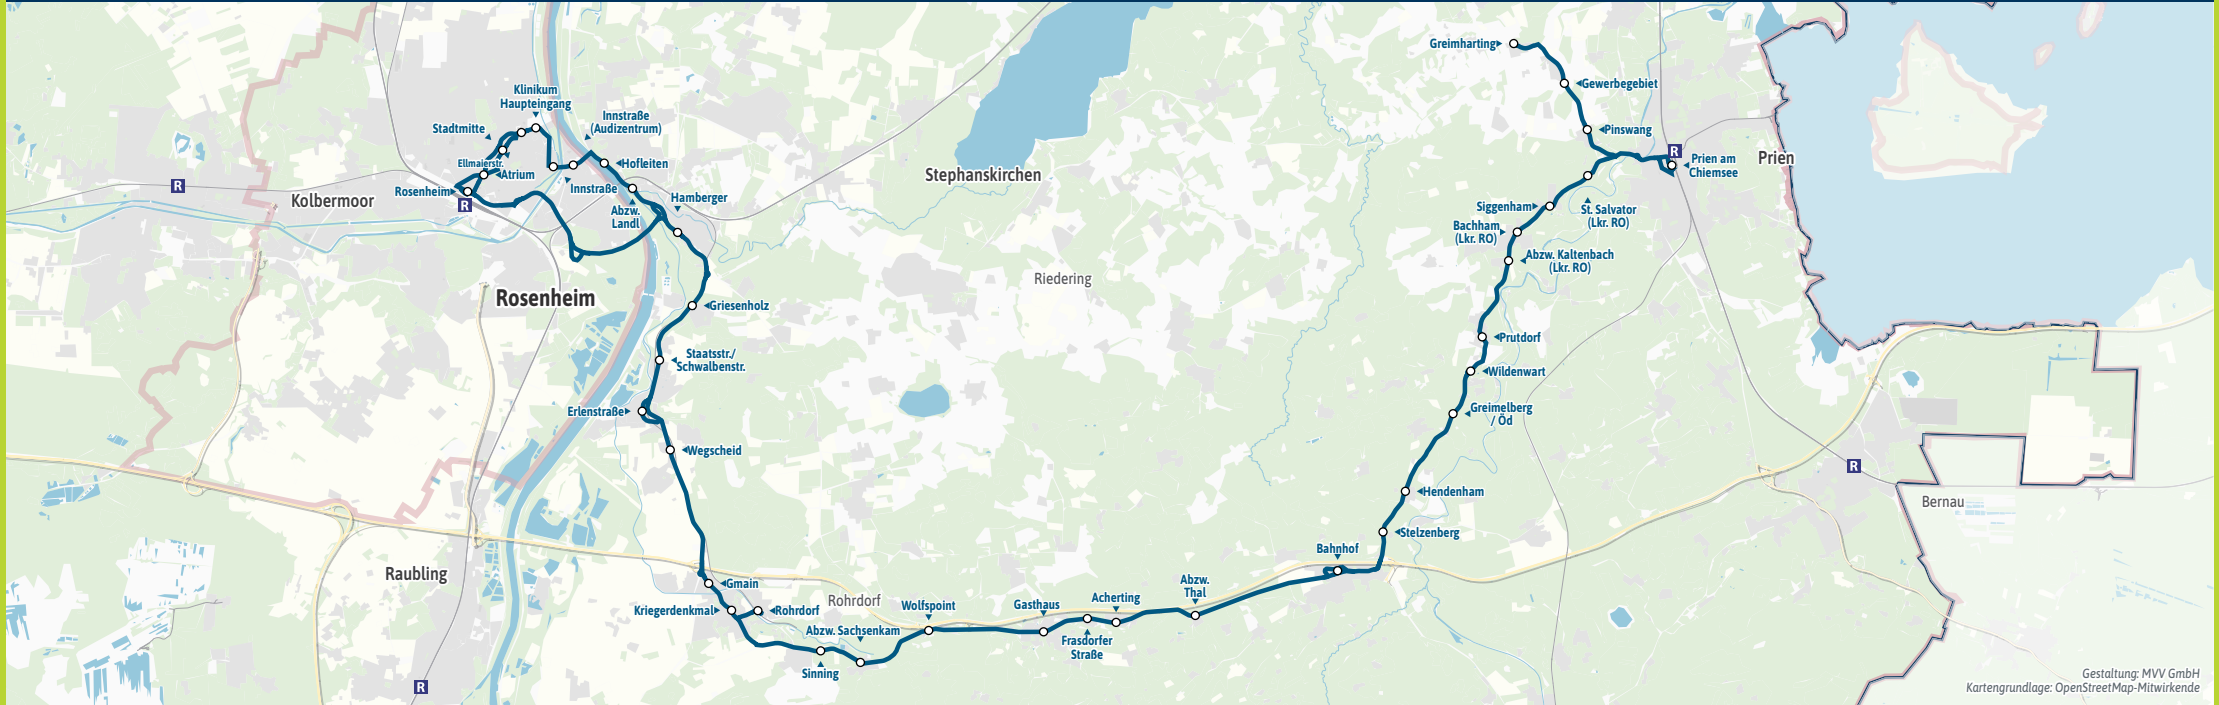 Greimharting
Gewerbegebiet
Pinswang
R
Prien am
Chiemsee
Prien
St. Salvator
(Lkr. RO)
Siggenham
Bachham
(Lkr. RO)
Abzw. Kaltenbach
(Lkr. RO)
Prutdorf
Wildenwart
Greimelberg
/ Öd
Hendenham
Stelzenberg
Bahnhof
Abzw.
Thal
Acherting
Frasdorfer
Straße
Gasthaus
Wolfspoint
Abzw. Sachsenkam
Sinning
Rohrdorf
Rohrdorf
Kriegerdenkmal
Gmain
Wegscheid
Erlenstraße
Staatsstr./
Schwalbenstr.
Griesenholz
Hamberger
Abzw.
Landl
Hofleiten
Innstraße
(Audizentrum)
Innstraße
Klinikum
Haupteingang
Stadtmitte
Ellmaierstr.
Atrium
Rosenheim
R
R
Kolbermoor
Rosenheim
Stephanskirchen
Riedering
Raubling
R
R
Bernau
Gestaltung: MVV GmbH
Kartengrundlage: OpenStreetMap-Mitwirkende